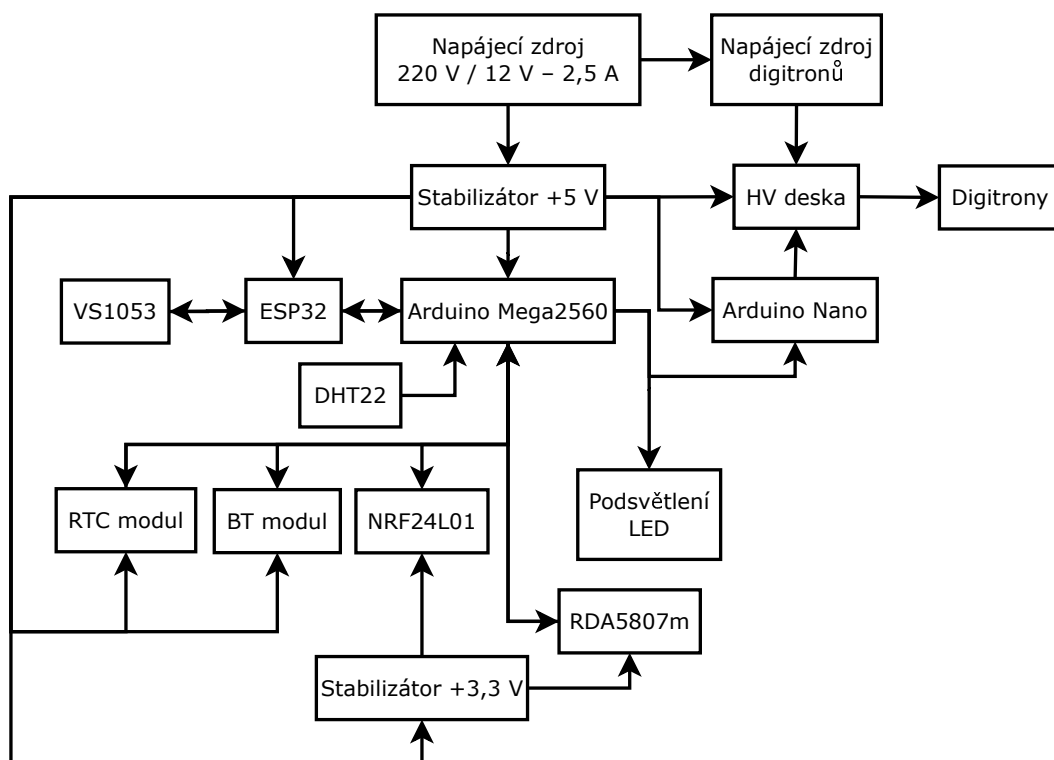 Napájecí zdroj
220 V / 12 V – 2,5 A
Napájecí zdroj
digitronů
Stabilizátor +5 V
HV deska
Digitrony
VS1053
ESP32
Arduino Mega2560
Arduino Nano
DHT22
RTC modul
BT modul
NRF24L01
Podsvětlení
LED
RDA5807m
Stabilizátor +3,3 V